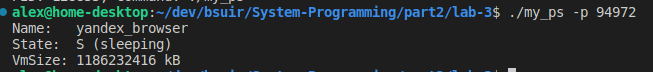 alex@home-desktop:~/dev/bsuir/System-Programming/part2/lab-3$ ./my_ps -p 94972
Name:   yandex_browser
State:  S (sleeping)
VmSize: 1186232416 kB